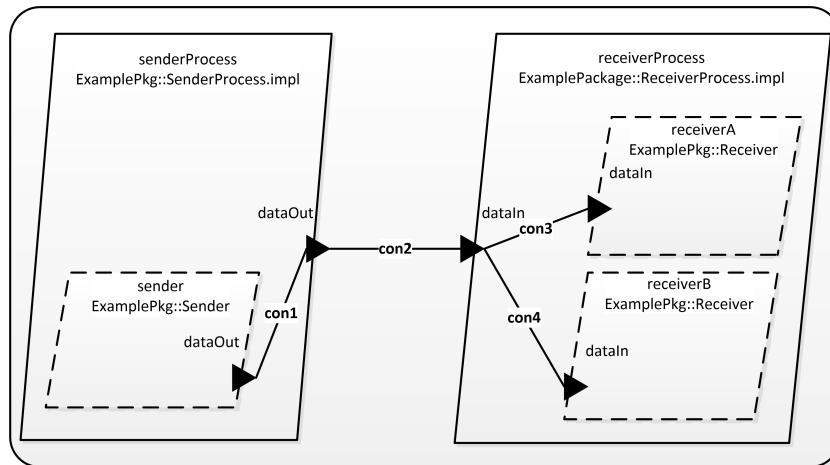 senderProcess
ExamplePkg::SenderProcess.impl
receiverProcess
ExamplePackage::ReceiverProcess.impl
receiverA
ExamplePkg::Receiver
dataIn
dataOut
con2
dataIn
con3
sender
ExamplePkg::Sender
con1
dataOut
receiverB
ExamplePkg::Receiver
con4
dataIn